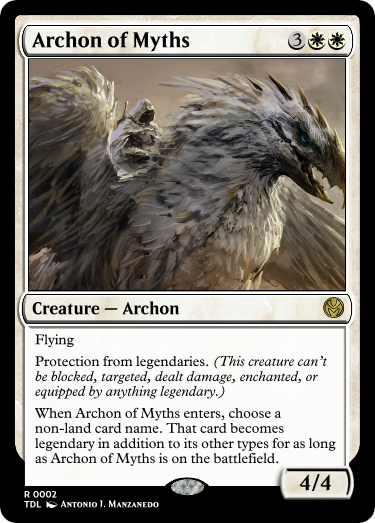 Archon of Myths 3
Creature — Archon
Flying
Protection from legendaries. (This creature can't
be blocked, targeted, dealt damage, enchanted, or
equipped by anything legendary.)
When Archon of Myths enters, choose a
non-land card name. That card becomes
legendary in addition to its other types for as long
as Archon of Myths is on the battlefield.
4/4
R 0002
TDL Antonio J. Manzanedo